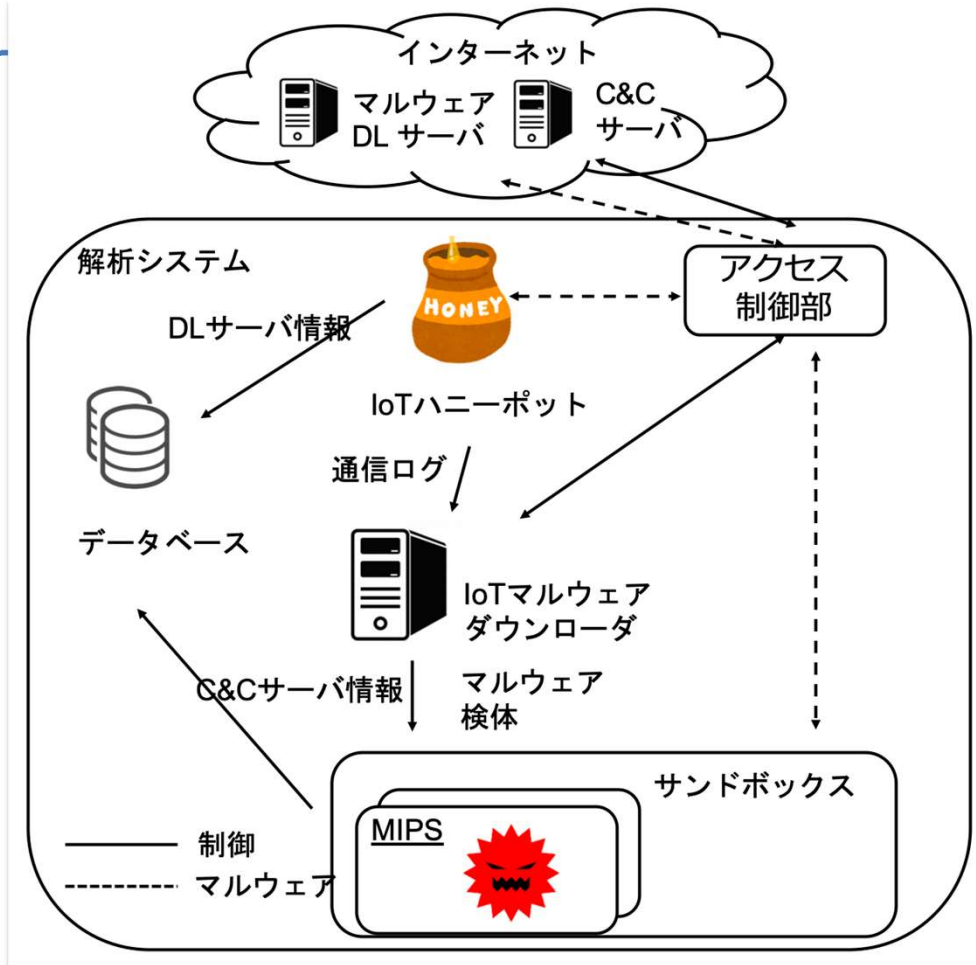 インターネット
マルウェア
DL サーバ
C&C
サーバ
解析システム
HONEY
アクセス
制御部
DLサーバ情報
IoTハニーポット
通信ログ
データベース
IoTマルウェア
ダウンローダ
C&Cサーバ情報
マルウェア
検体
サンドボックス
MIPS
制御
マルウェア